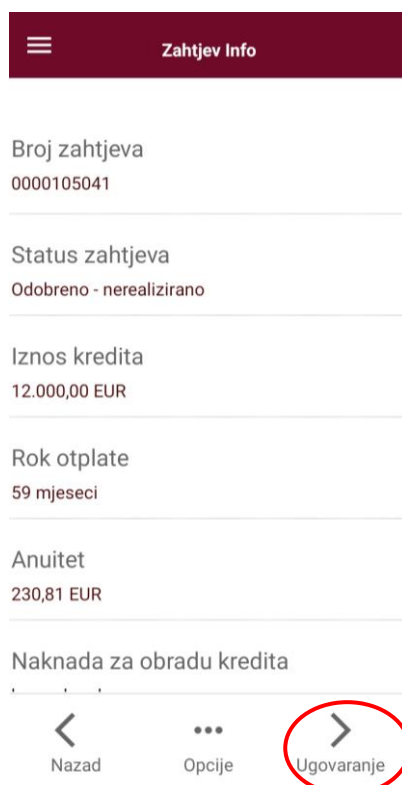 Zahtjev Info
Broj zahtjeva
0000105041
Status zahtjeva
Odobreno - nerealizirano
Iznos kredita
12.000,00 EUR
Rok otplate
59 mjeseci
Anuitet
230,81 EUR
Naknada za obradu kredita
Nazad
Opcije
Ugovaranje